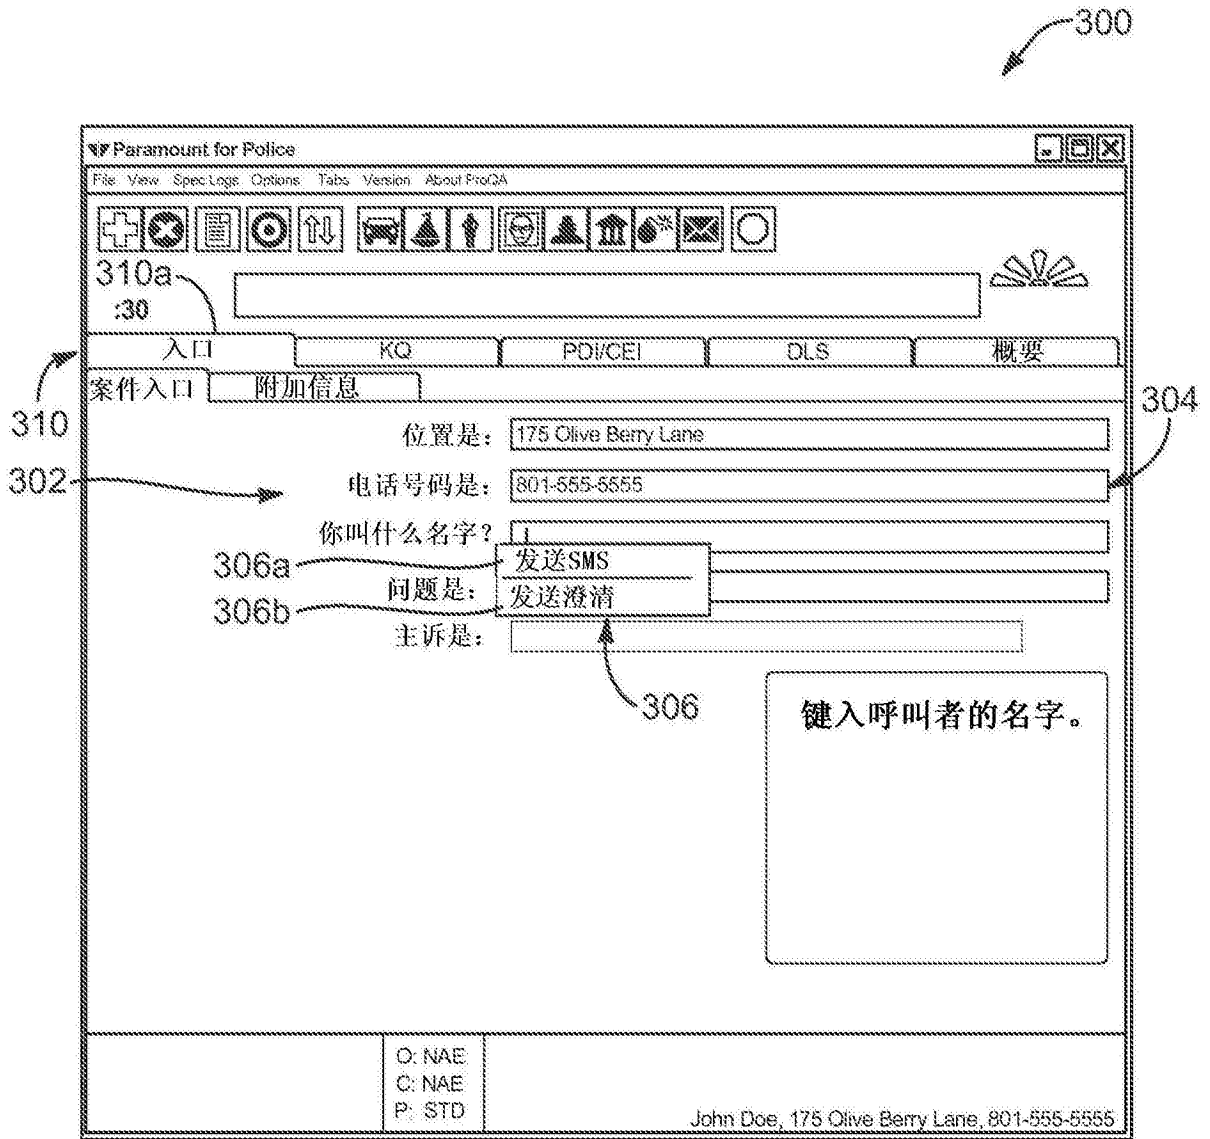 300
Paramount for Police
File View Spec Logs Options Tabs Version About ProQA
310a
:30
入口 KQ PDI/CEI DLS 概要
310
案件入口 附加信息
304
位置是： 175 Olive Berry Lane
302
电话号码是： 801-555-5555
你叫什么名字？
306a
发送SMS
问题是：
306b
发送澄清
主诉是：
306
键入呼叫者的名字。
O: NAE
C: NAE
P: STD
John Doe, 175 Olive Berry Lane, 801-555-5555